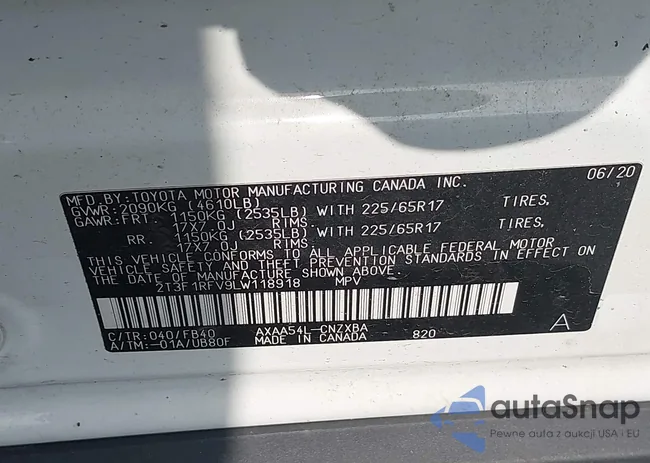 MFD BY: TOYOTA MOTOR MANUFACTURING CANADA INC. 06/20
GVWR: 2090KG (4610LB) 1
GAWR: FRT. 1150KG (2535LB) WITH 225/65R17 TIRES,
17X7.0J RIMS
RR. 1150KG (2535LB) WITH 225/65R17 TIRES,
17X7.0J RIMS
THIS VEHICLE CONFORMS TO ALL APPLICABLE FEDERAL MOTOR
VEHICLE SAFETY AND THEFT PREVENTION STANDARDS IN EFFECT ON
THE DATE OF MANUFACTURE SHOWN ABOVE.
2T3F1RFV9LW118918 MPV
C/TR: 040/FB40 AXAA54L-CNZXBA 820 A
A/TM:-01A/UB80F MADE IN CANADA
autoSnap
Pewne auta z aukcji USA i EU